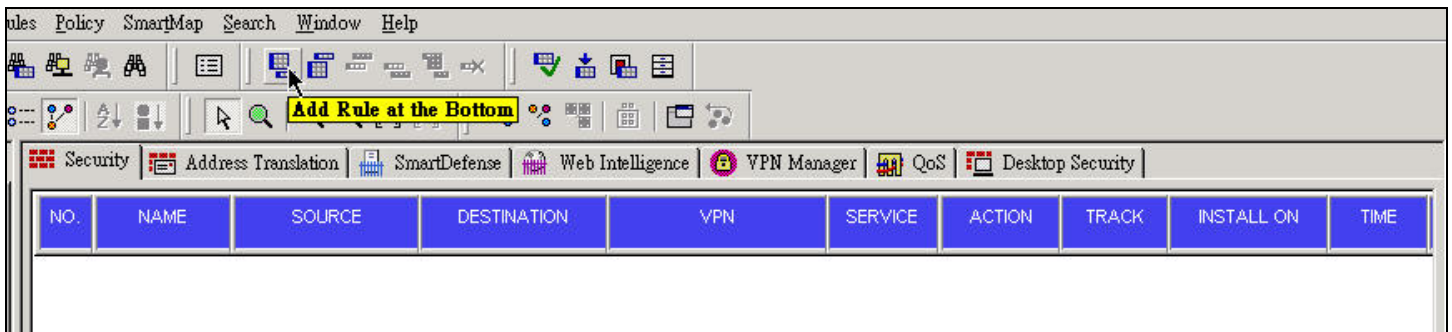 ules Policy SmartMap Search Window Help
Add Rule at the Bottom
Security Address Translation SmartDefense Web Intelligence VPN Manager QoS Desktop Security
NO. NAME SOURCE DESTINATION VPN SERVICE ACTION TRACK INSTALL ON TIME